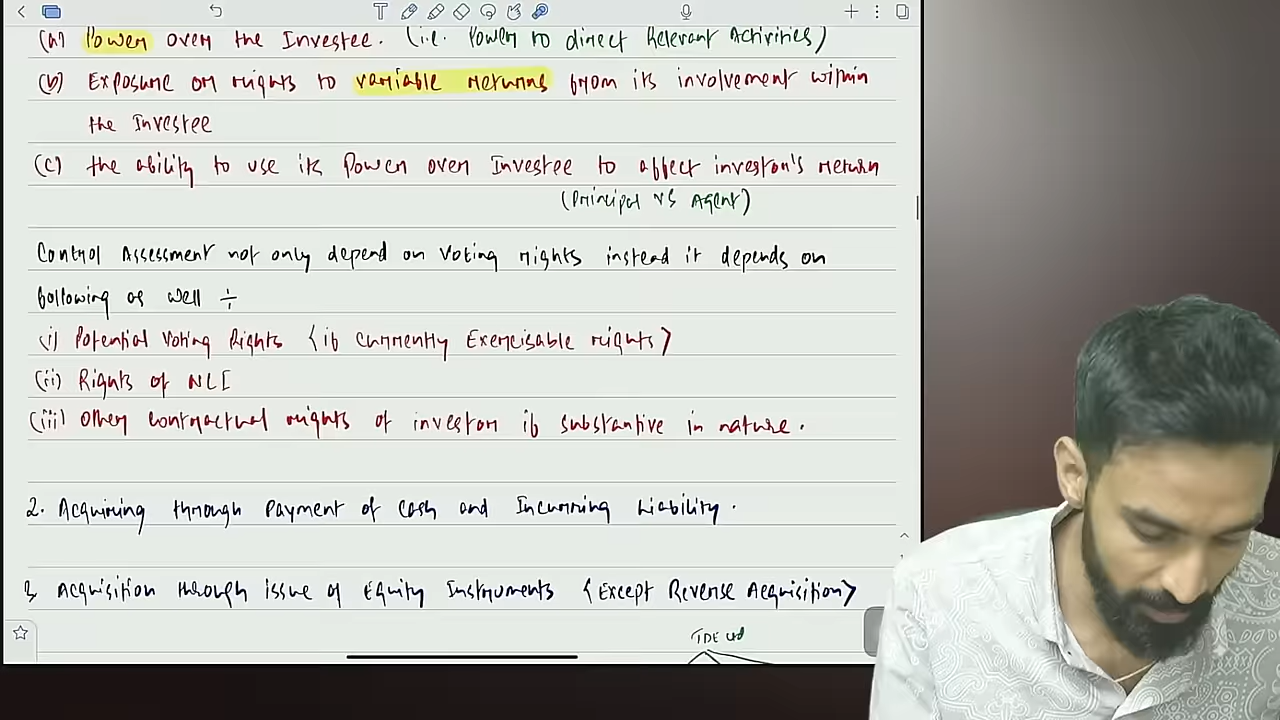 (a) Power over the Investee. (i.e. Power to direct Relevant Activities)
(b) Exposure or rights to variable returns from its involvement within
the Investee
(c) the ability to use its Power over Investee to affect investor's return
(Principal vs Agent)
Control Assessment not only depend on Voting rights instead it depends on
following as well ÷
(i) Potential Voting Rights {if currently Exercisable rights}
(ii) Rights of NCI
(iii) Other contractual rights of investor if substantive in nature.
2. Acquiring through Payment of cash and Incurring Liability.
3 Acquisition through issue of Equity Instruments {Except Reverse Acquisition}